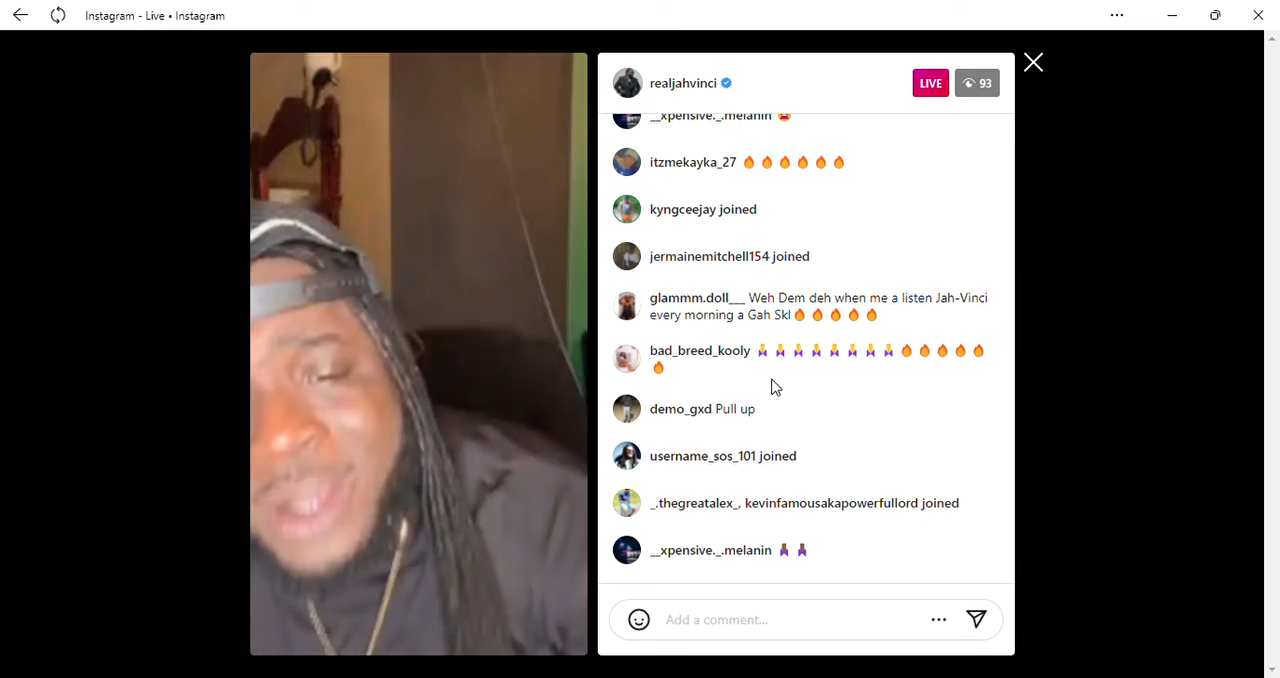 Instagram - Live • Instagram
realjahvinci
LIVE
93
__xpensive._.melanin 😫
itzmekayka_27 🔥🔥🔥🔥🔥🔥
kyngceejay joined
jermainemitchell154 joined
glammm.doll___ Weh Dem deh when me a listen Jah-Vinci
every morning a Gah Skl🔥🔥🔥🔥🔥
bad_breed_kooly 🧜‍♀️🧜‍♀️🧜‍♀️🧜‍♀️🧜‍♀️🧜‍♀️🧜‍♀️🧜‍♀️🔥🔥🔥🔥🔥
🔥
demo_gxd Pull up
username_sos_101 joined
_.thegreatalex_, kevinfamousakapowerfullord joined
__xpensive._.melanin 🙅🏾‍♀️🙅🏾‍♀️
Add a comment...